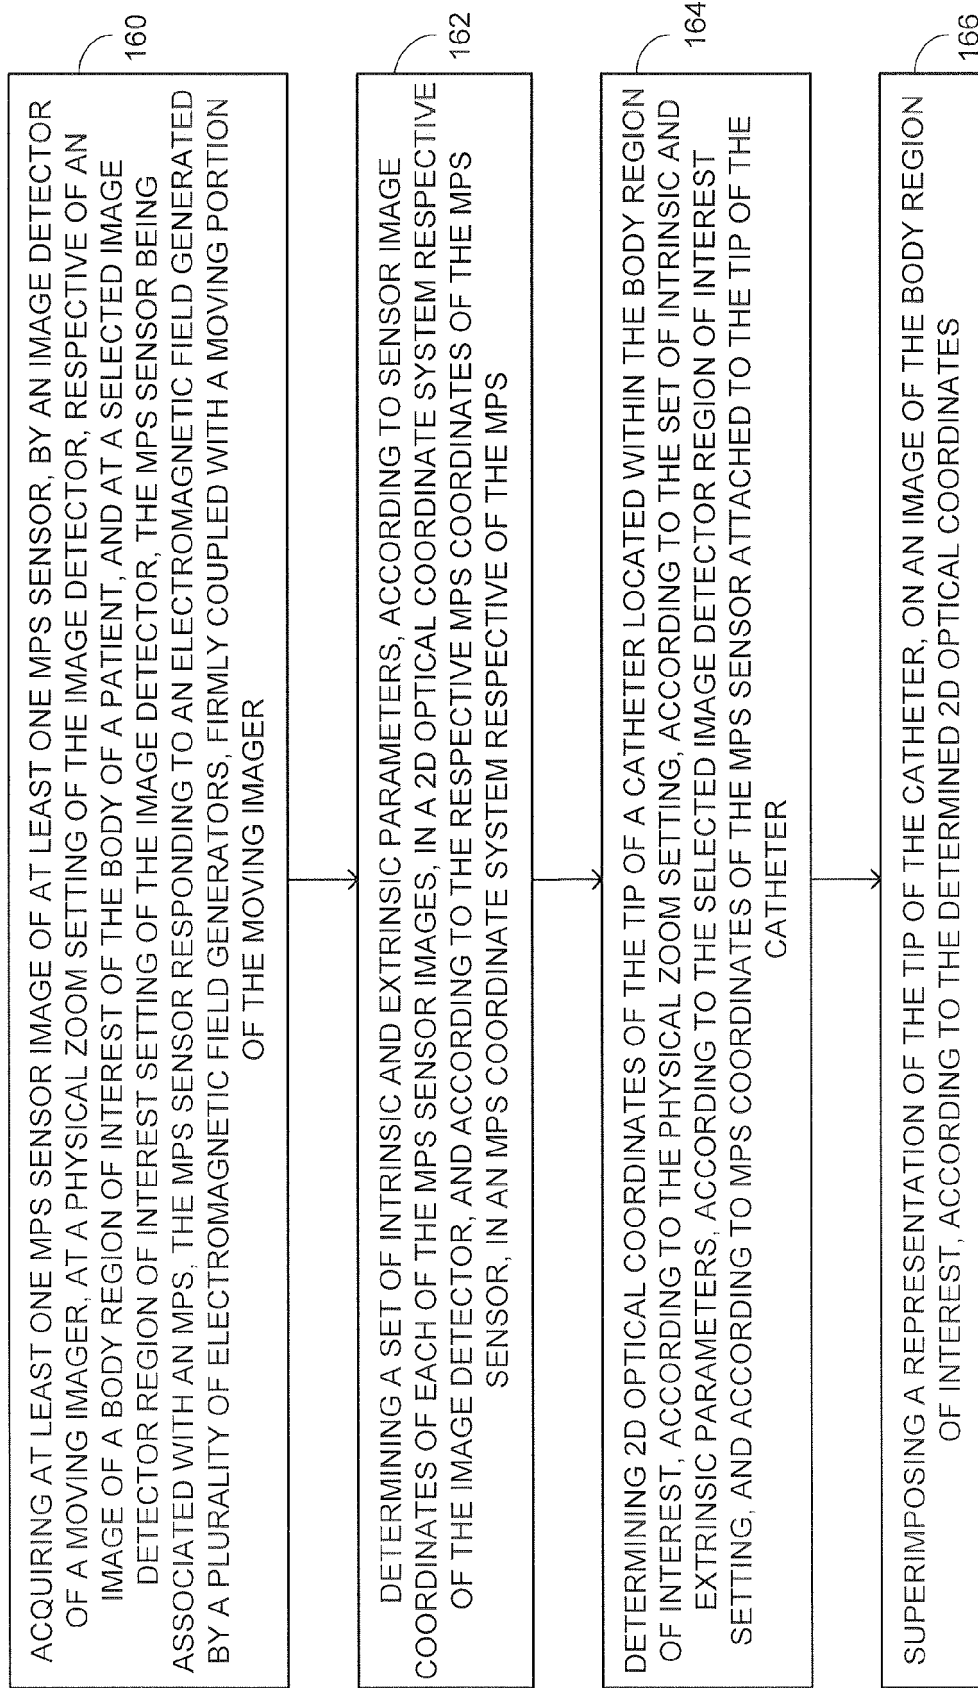 ACQUIRING AT LEAST ONE MPS SENSOR IMAGE OF AT LEAST ONE MPS SENSOR, BY AN IMAGE DETECTOR
OF A MOVING IMAGER, AT A PHYSICAL ZOOM SETTING OF THE IMAGE DETECTOR, RESPECTIVE OF AN
IMAGE OF A BODY REGION OF INTEREST OF THE BODY OF A PATIENT, AND AT A SELECTED IMAGE
DETECTOR REGION OF INTEREST SETTING OF THE IMAGE DETECTOR, THE MPS SENSOR BEING
ASSOCIATED WITH AN MPS, THE MPS SENSOR RESPONDING TO AN ELECTROMAGNETIC FIELD GENERATED
BY A PLURALITY OF ELECTROMAGNETIC FIELD GENERATORS, FIRMLY COUPLED WITH A MOVING PORTION
OF THE MOVING IMAGER
160
DETERMINING A SET OF INTRINSIC AND EXTRINSIC PARAMETERS, ACCORDING TO SENSOR IMAGE
COORDINATES OF EACH OF THE MPS SENSOR IMAGES, IN A 2D OPTICAL COORDINATE SYSTEM RESPECTIVE
OF THE IMAGE DETECTOR, AND ACCORDING TO THE RESPECTIVE MPS COORDINATES OF THE MPS
SENSOR, IN AN MPS COORDINATE SYSTEM RESPECTIVE OF THE MPS
162
DETERMINING 2D OPTICAL COORDINATES OF THE TIP OF A CATHETER LOCATED WITHIN THE BODY REGION
OF INTEREST, ACCORDING TO THE PHYSICAL ZOOM SETTING, ACCORDING TO THE SET OF INTRINSIC AND
EXTRINSIC PARAMETERS, ACCORDING TO THE SELECTED IMAGE DETECTOR REGION OF INTEREST
SETTING, AND ACCORDING TO MPS COORDINATES OF THE MPS SENSOR ATTACHED TO THE TIP OF THE
CATHETER
164
SUPERIMPOSING A REPRESENTATION OF THE TIP OF THE CATHETER, ON AN IMAGE OF THE BODY REGION
OF INTEREST, ACCORDING TO THE DETERMINED 2D OPTICAL COORDINATES
166